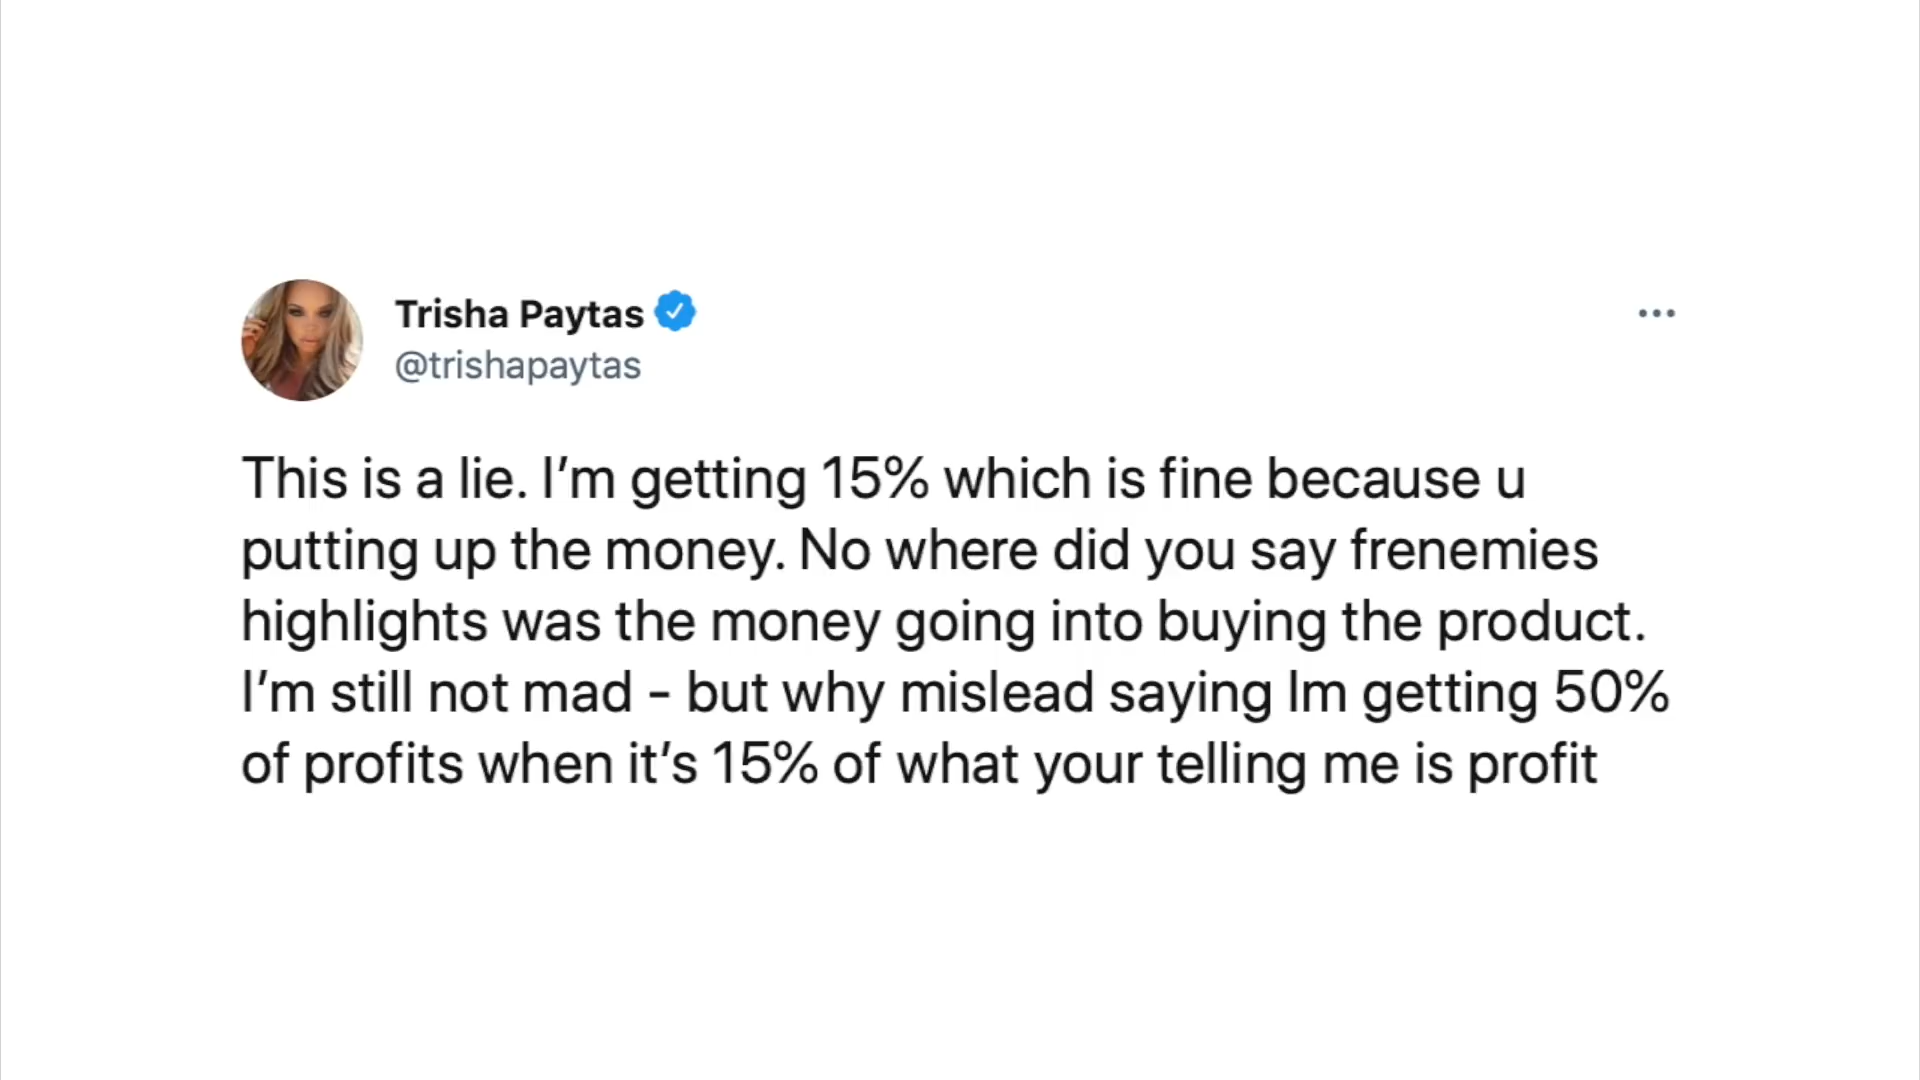 Trisha Paytas
@trishapaytas
This is a lie. I’m getting 15% which is fine because u
putting up the money. No where did you say frenemies
highlights was the money going into buying the product.
I’m still not mad - but why mislead saying Im getting 50%
of profits when it’s 15% of what your telling me is profit